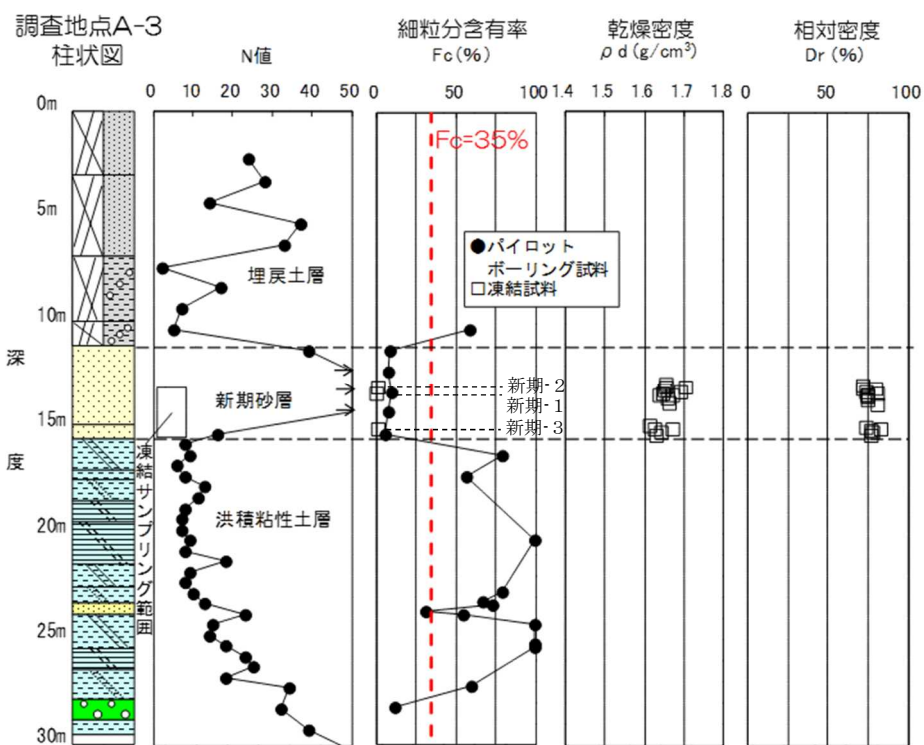 調査地点A-3
柱状図
N値
細粒分含有率
Fc(%)
乾燥密度
ρd(g/cm³)
相対密度
Dr(%)
0 10 20 30 40 50
0 50 100
1.4 1.5 1.6 1.7 1.8
0 50 100
0m
5m
10m
15m
20m
25m
30m
深
度
Fc=35%
●パイロット
ボーリング試料
□凍結試料
埋戻土層
新期砂層
新期-2
新期-1
新期-3
洪積粘性土層
凍結サンプリング範囲